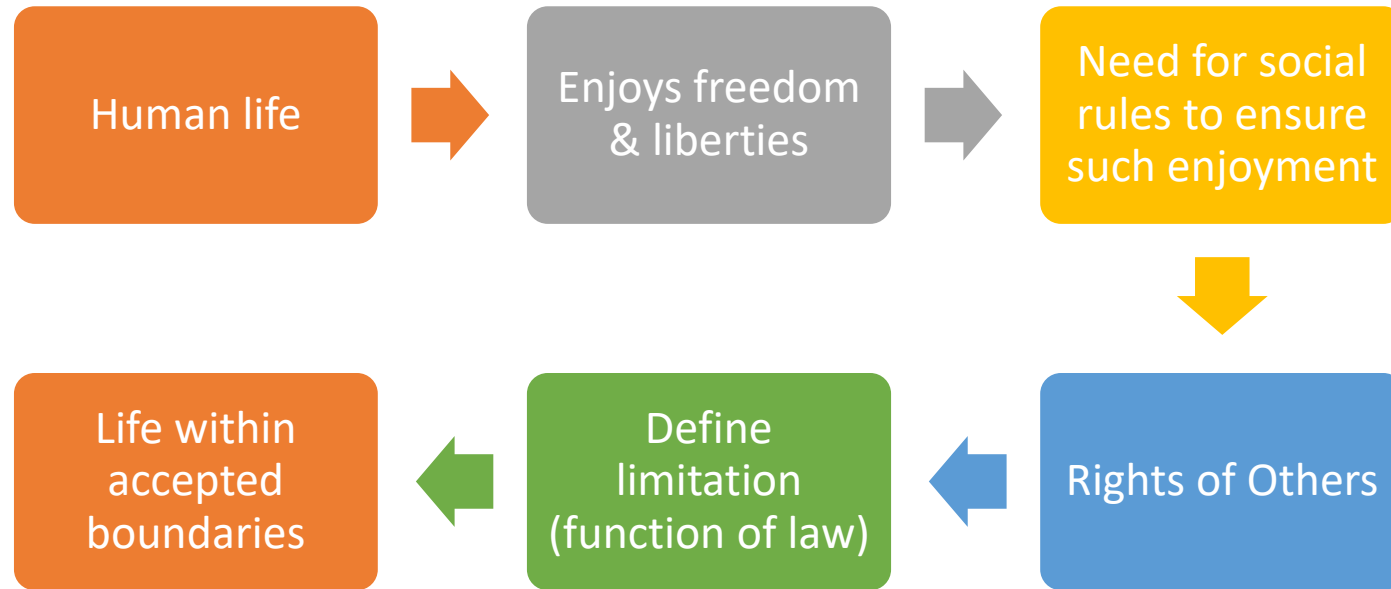 Human life
Enjoys freedom
& liberties
Need for social
rules to ensure
such enjoyment
Rights of Others
Define
limitation
(function of law)
Life within
accepted
boundaries